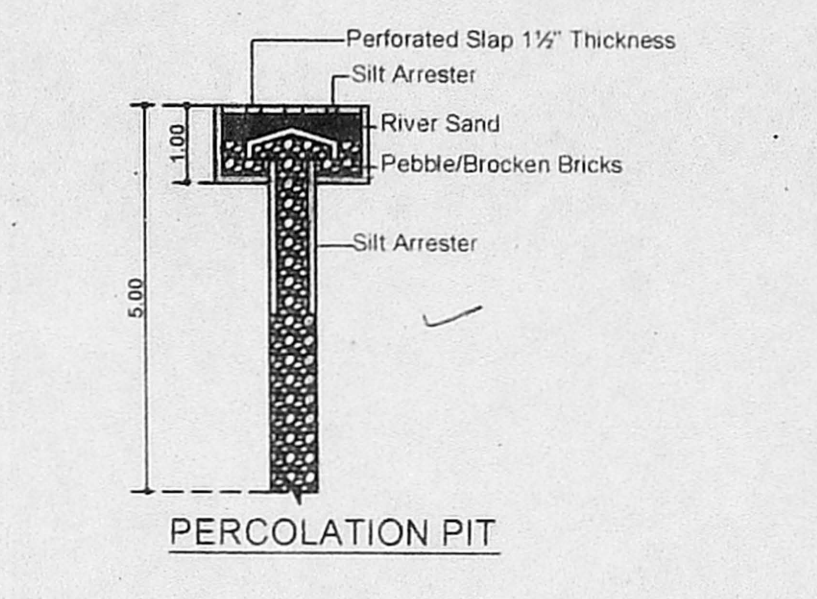 Perforated Slap 1½" Thickness
Silt Arrester
River Sand
1.00
Pebble/Brocken Bricks
Silt Arrester
5.00
PERCOLATION PIT